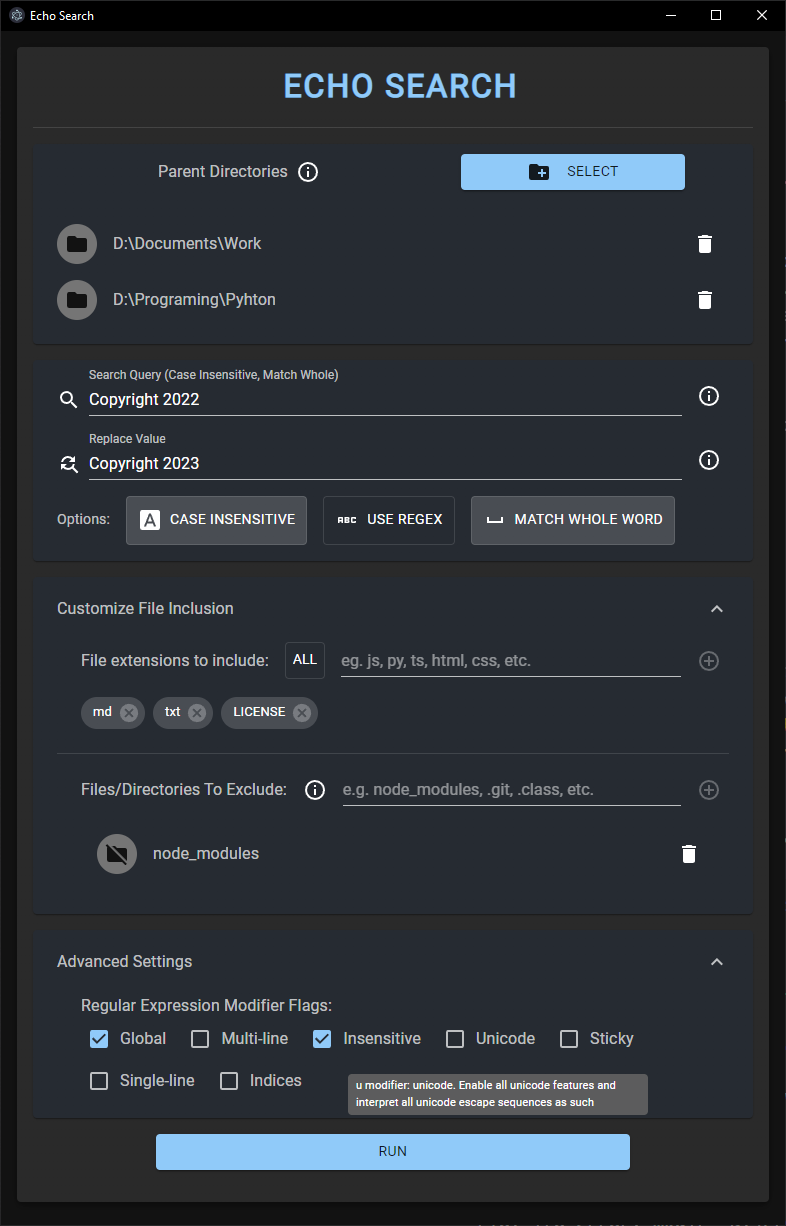 Echo Search
ECHO SEARCH
Parent Directories
SELECT
D:\Documents\Work
D:\Programing\Pyhton
Search Query (Case Insensitive, Match Whole)
Copyright 2022
Replace Value
Copyright 2023
Options: A CASE INSENSITIVE ABC USE REGEX MATCH WHOLE WORD
Customize File Inclusion
File extensions to include: ALL eg. js, py, ts, html, css, etc.
md txt LICENSE
Files/Directories To Exclude: e.g. node_modules, .git, .class, etc.
node_modules
Advanced Settings
Regular Expression Modifier Flags:
Global Multi-line Insensitive Unicode Sticky
Single-line Indices
u modifier: unicode. Enable all unicode features and
interpret all unicode escape sequences as such
RUN